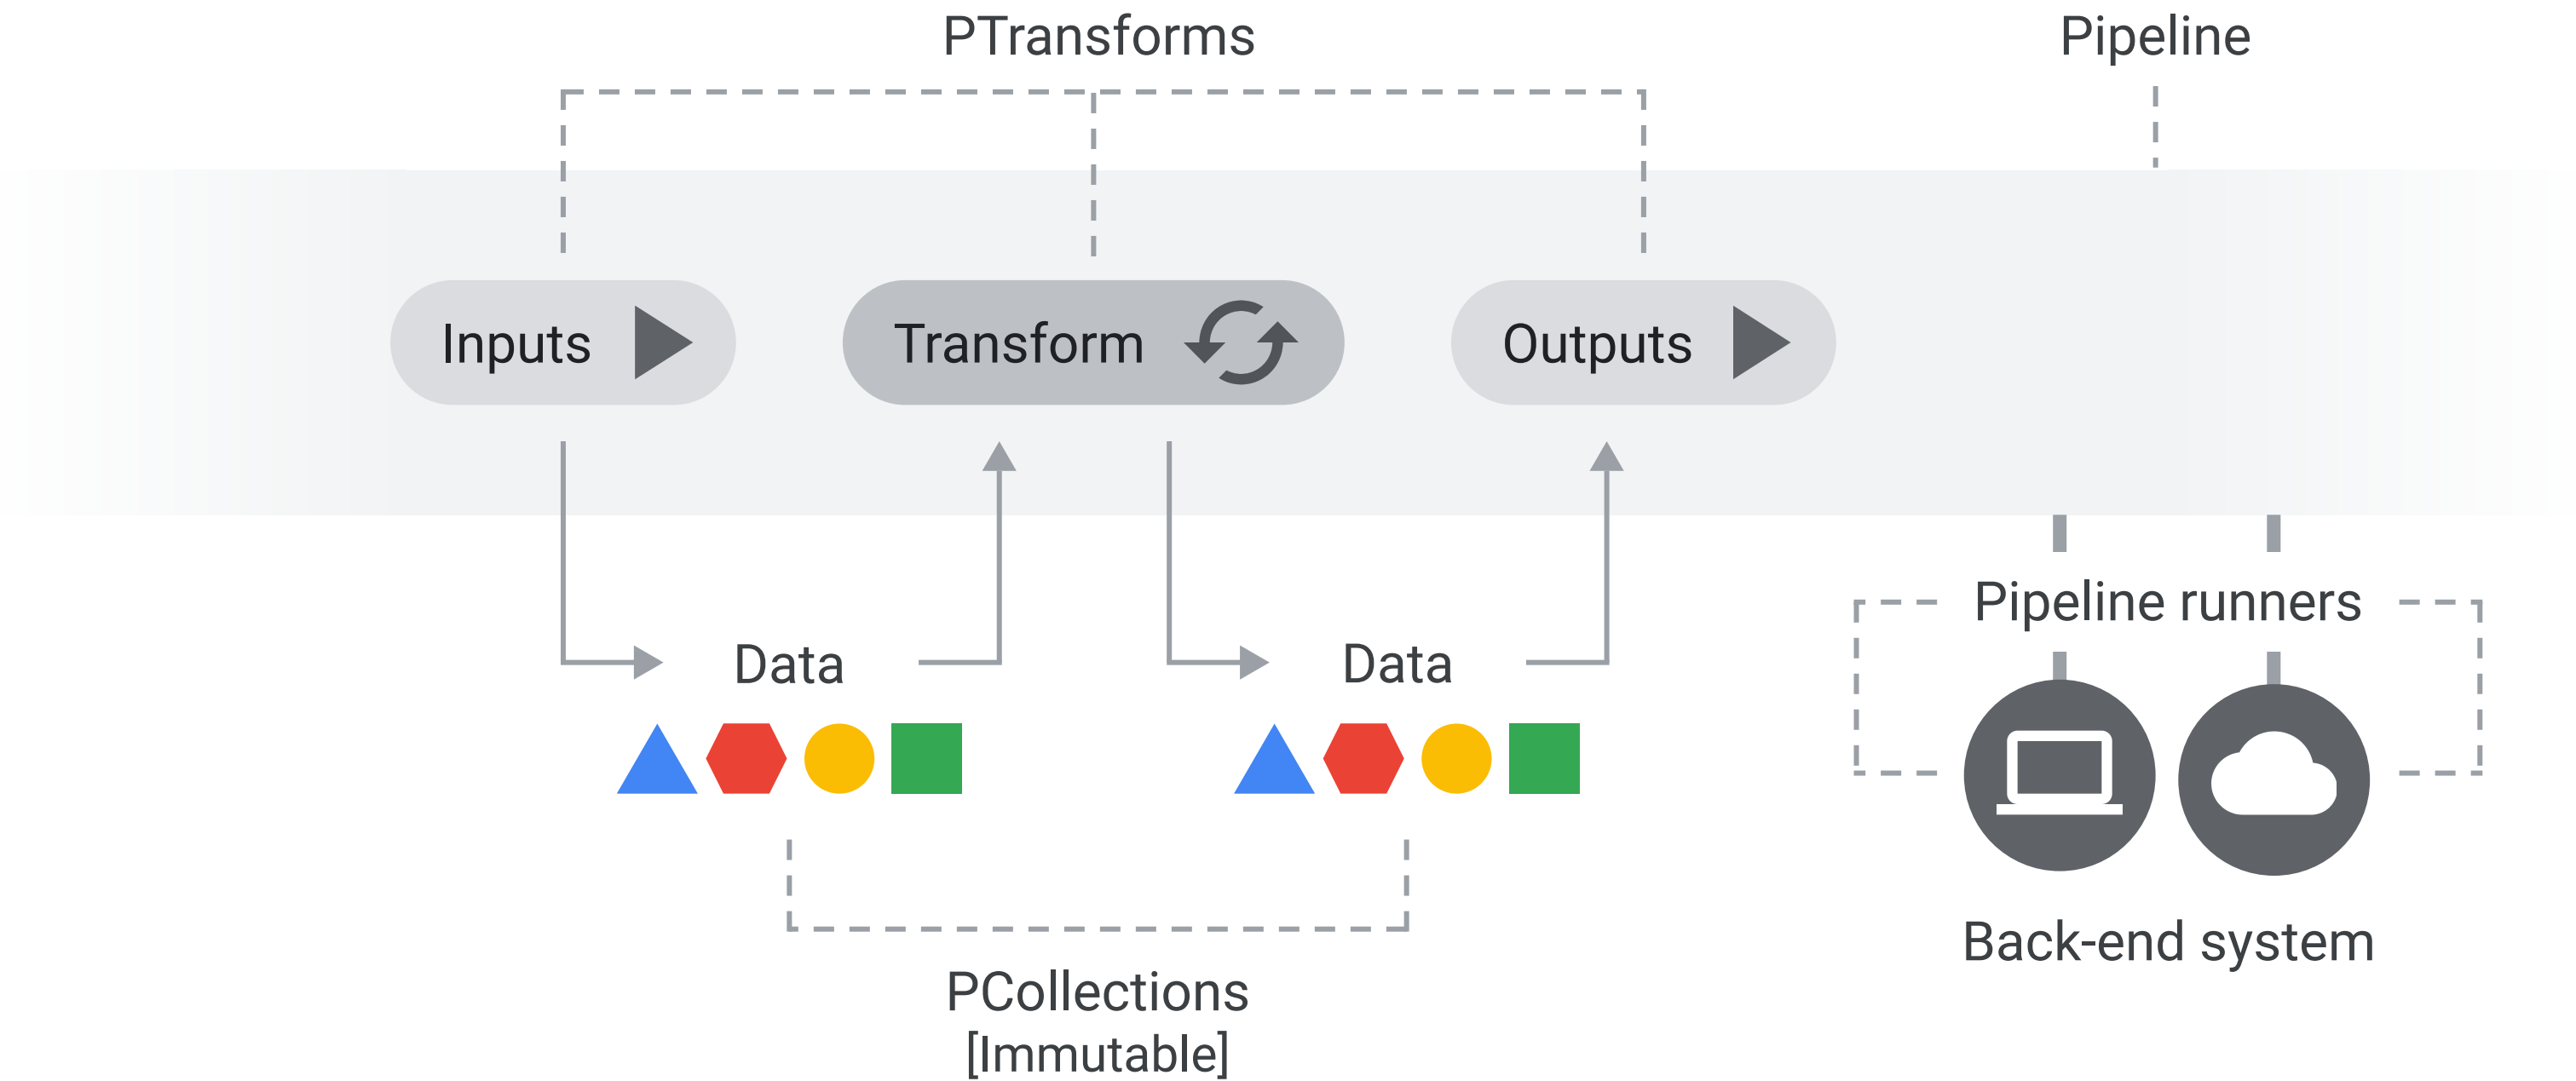 PTransforms
Pipeline
Inputs
Transform
Outputs
Pipeline runners
Data
Data
Back-end system
PCollections
[Immutable]